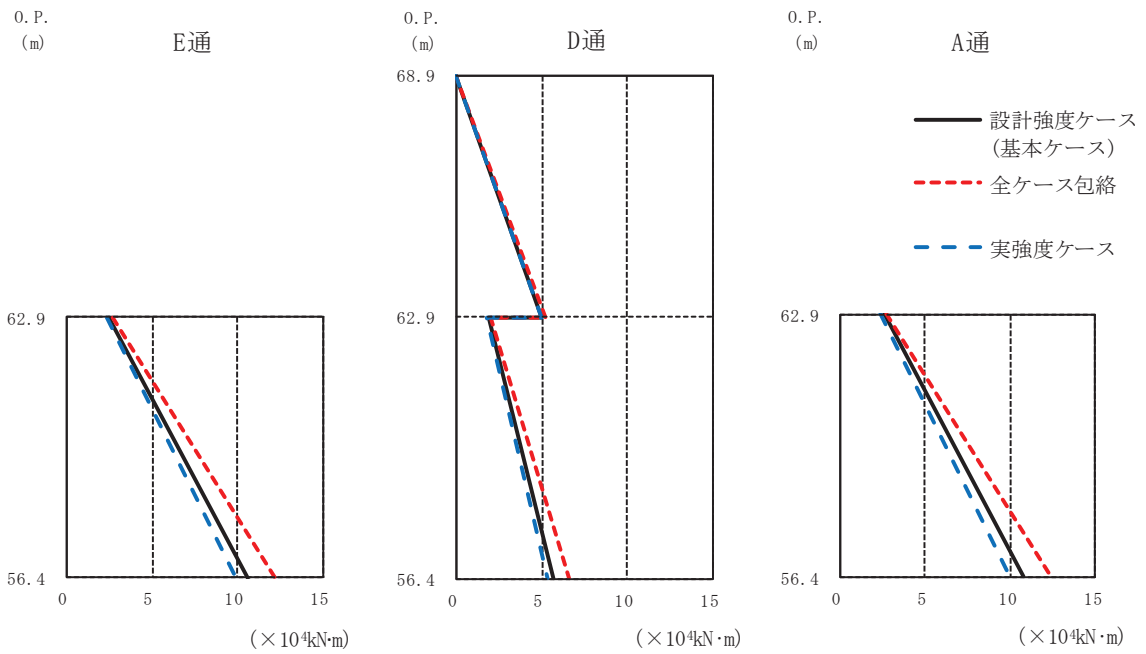 O.P.
(m)
E通
62.9
56.4
0 5 10 15
(×10⁴kN·m)
O.P.
(m)
D通
68.9
62.9
56.4
0 5 10 15
(×10⁴kN·m)
O.P.
(m)
A通
62.9
56.4
0 5 10 15
(×10⁴kN·m)
設計強度ケース
(基本ケース)
全ケース包絡
実強度ケース